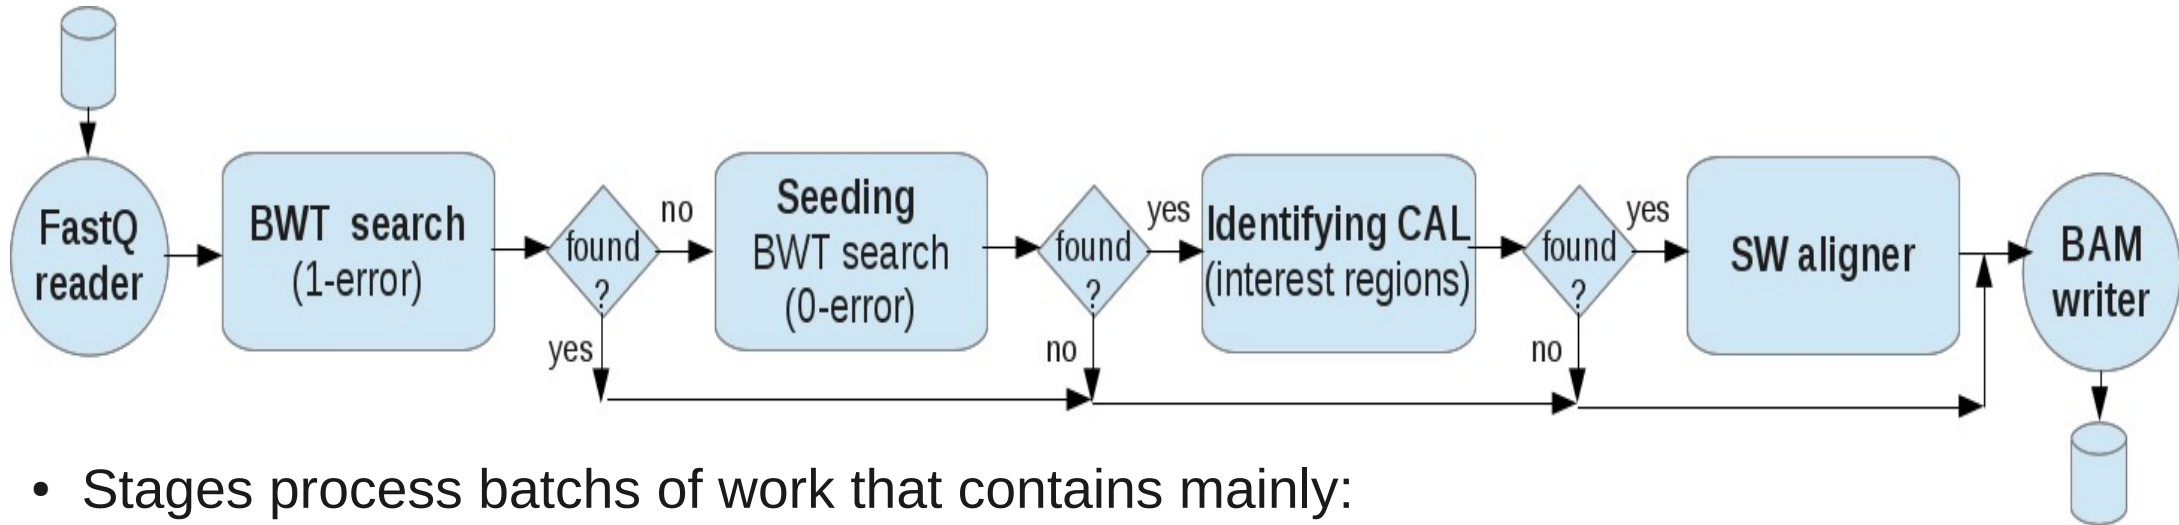 FastQ
reader
BWT search
(1-error)
found
?
no
yes
Seeding
BWT search
(0-error)
found
?
yes
no
Identifying CAL
(interest regions)
found
?
yes
no
SW aligner
BAM
writer
• Stages process batchs of work that contains mainly: